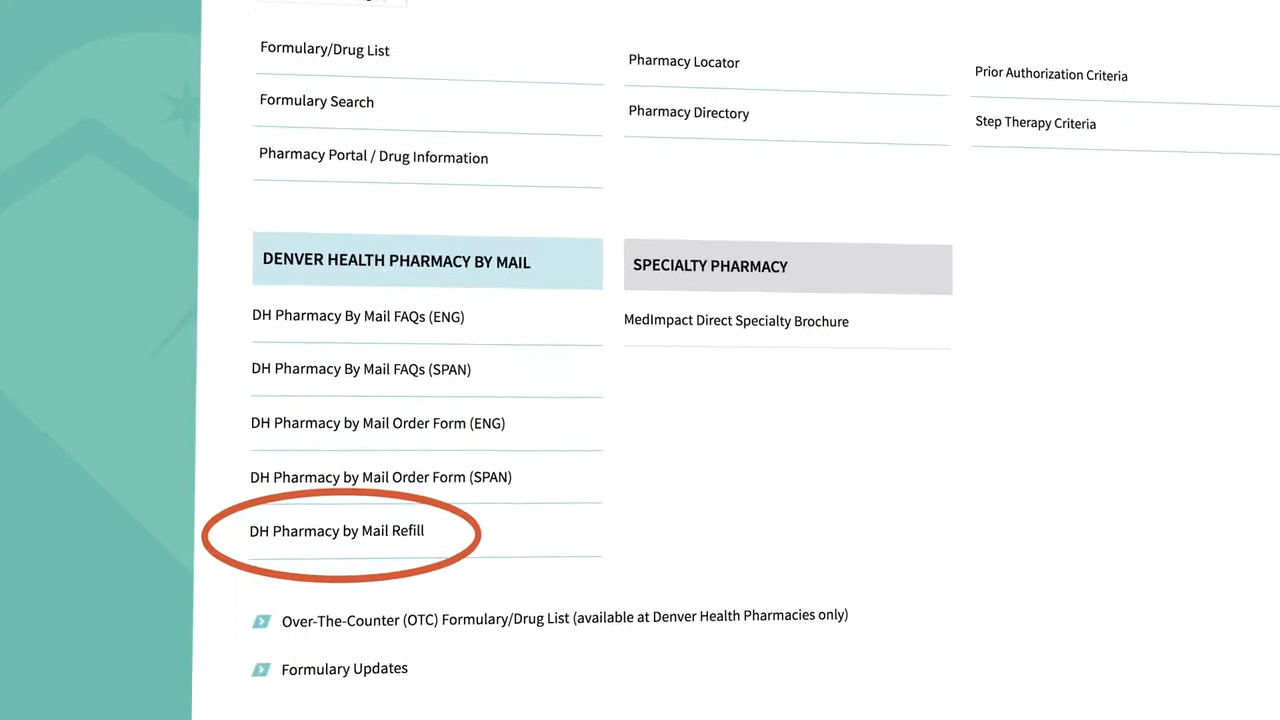 Formulary/Drug List
Formulary Search
Pharmacy Portal / Drug Information
Pharmacy Locator
Pharmacy Directory
Prior Authorization Criteria
Step Therapy Criteria
DENVER HEALTH PHARMACY BY MAIL
DH Pharmacy By Mail FAQs (ENG)
DH Pharmacy By Mail FAQs (SPAN)
DH Pharmacy by Mail Order Form (ENG)
DH Pharmacy by Mail Order Form (SPAN)
DH Pharmacy by Mail Refill
SPECIALTY PHARMACY
MedImpact Direct Specialty Brochure
Over-The-Counter (OTC) Formulary/Drug List (available at Denver Health Pharmacies only)
Formulary Updates